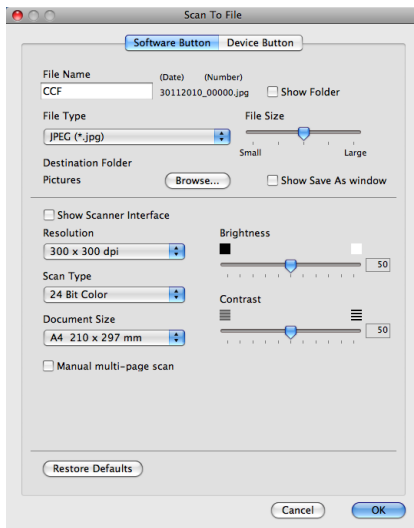 Scan To File
Software Button Device Button
File Name (Date) (Number)
CCF 30112010_00000.jpg Show Folder
File Type File Size
JPEG (*.jpg)
Small Large
Destination Folder
Pictures Browse... Show Save As window
Show Scanner Interface
Resolution Brightness
300 x 300 dpi
50
Scan Type
24 Bit Color
Contrast
Document Size
A4 210 x 297 mm 50
Manual multi-page scan
Restore Defaults
Cancel OK